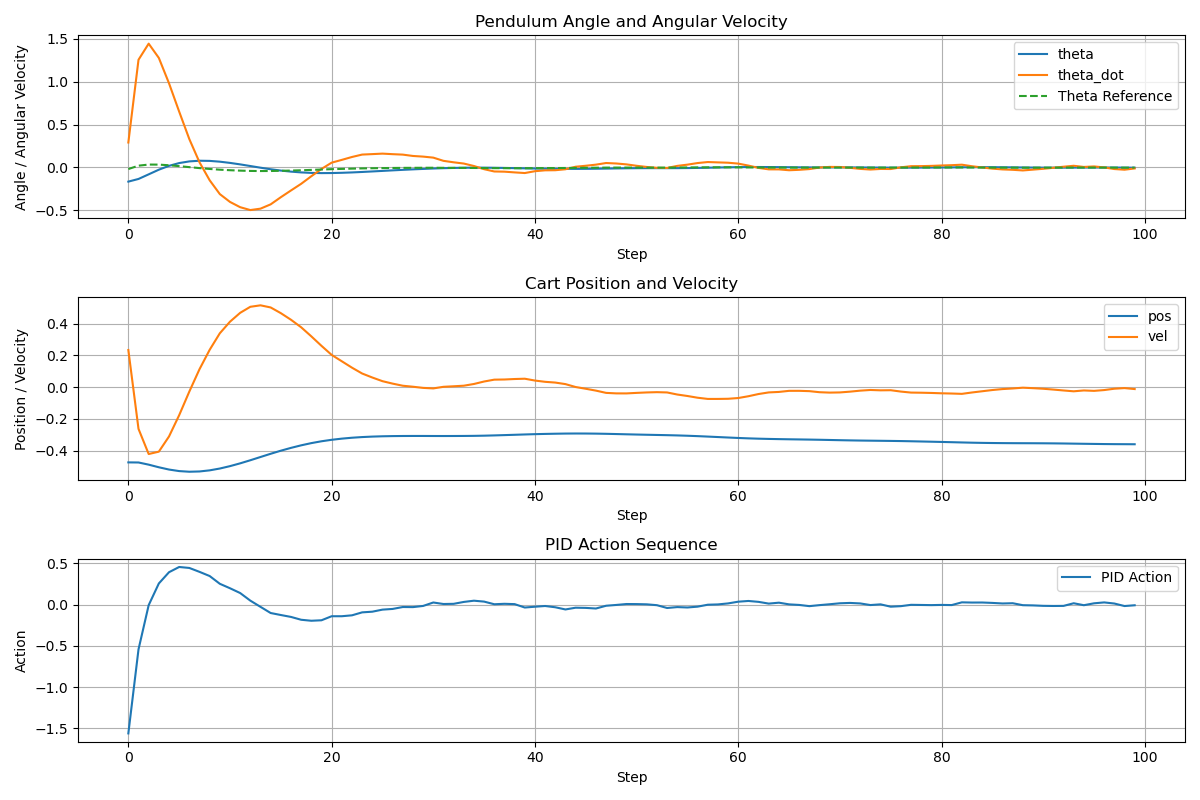 Pendulum Angle and Angular Velocity
Angle / Angular Velocity
1.5
1.0
0.5
0.0
−0.5
theta
theta_dot
Theta Reference
0 20 40 60 80 100
Step
Cart Position and Velocity
Position / Velocity
0.4
0.2
0.0
−0.2
−0.4
pos
vel
0 20 40 60 80 100
Step
PID Action Sequence
Action
0.5
0.0
−0.5
−1.0
−1.5
PID Action
0 20 40 60 80 100
Step